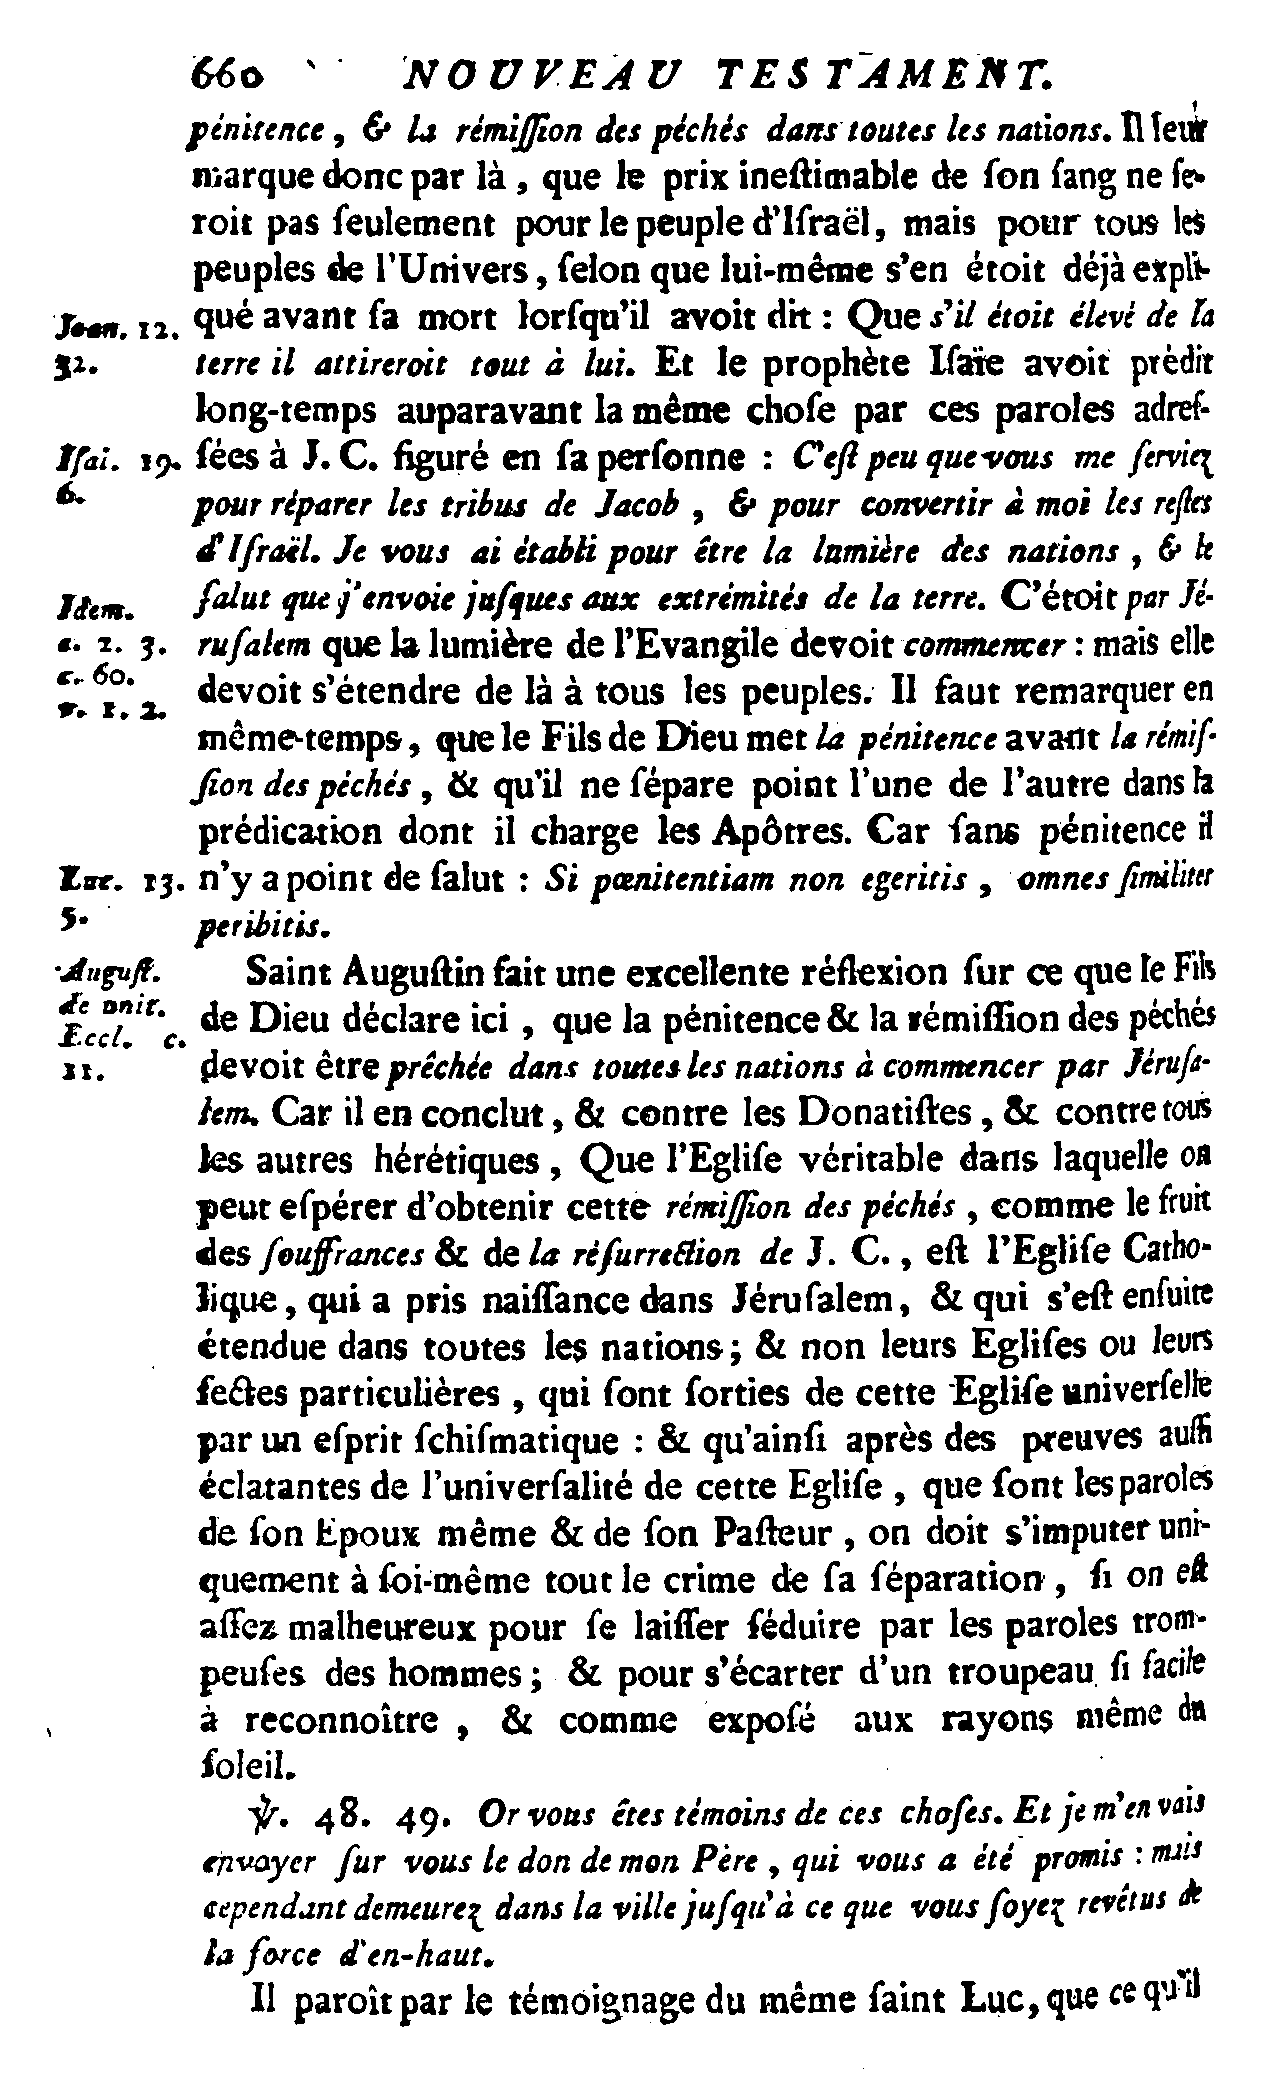 660 NOUVEAU TESTAMENT.
pénitence, & la rémiſſion des péchés dans toutes les nations. Il leur
marque donc par là, que le prix ineſtimable de ſon ſang ne ſe-
roit pas ſeulement pour le peuple d'Iſraël, mais pour tous les
peuples de l'Univers, ſelon que lui-même s'en étoit déjà expli-
Joan. 12. qué avant ſa mort lorſqu'il avoit dit : Que s'il étoit élevé de la
32. terre il attireroit tout à lui. Et le prophète Iſaïe avoit prédit
long-temps auparavant la même choſe par ces paroles adreſ-
Iſai. 19. ſées à J. C. figuré en ſa perſonne : C'eſt peu que vous me ſerviez
6. pour réparer les tribus de Jacob, & pour convertir à moi les reſtes
d'Iſraël. Je vous ai établi pour être la lumière des nations, & le
Idem. ſalut que j'envoie juſques aux extrémités de la terre. C'étoit par Jé-
c. 2. 3. ruſalem que la lumière de l'Evangile devoit commencer : mais elle
c. 60. devoit s'étendre de là à tous les peuples. Il faut remarquer en
v. 1. 2. même-temps, que le Fils de Dieu met la pénitence avant la rémiſ-
ſion des péchés, & qu'il ne ſépare point l'une de l'autre dans la
prédication dont il charge les Apôtres. Car ſans pénitence il
Luc. 13. n'y a point de ſalut : Si pœnitentiam non egeritis, omnes ſimiliter
5. peribitis.
Auguſt. Saint Auguſtin fait une excellente réflexion ſur ce que le Fils
de unit. de Dieu déclare ici, que la pénitence & la rémiſſion des péchés
Eccl. c.
11. devoit être prêchée dans toutes les nations à commencer par Jéruſa-
lem. Car il en conclut, & contre les Donatiſtes, & contre tous
les autres hérétiques, Que l'Egliſe véritable dans laquelle on
peut eſpérer d'obtenir cette rémiſſion des péchés, comme le fruit
des ſouffrances & de la réſurrection de J. C., eſt l'Egliſe Catho-
lique, qui a pris naiſſance dans Jéruſalem, & qui s'eſt enſuite
étendue dans toutes les nations ; & non leurs Egliſes ou leurs
ſectes particulières, qui ſont ſorties de cette Egliſe univerſelle
par un eſprit ſchiſmatique : & qu'ainſi après des preuves auſſi
éclatantes de l'univerſalité de cette Egliſe, que ſont les paroles
de ſon Epoux même & de ſon Paſteur, on doit s'imputer uni-
quement à ſoi-même tout le crime de ſa ſéparation, ſi on eſt
aſſez malheureux pour ſe laiſſer ſéduire par les paroles trom-
peuſes des hommes ; & pour s'écarter d'un troupeau ſi facile
à reconnoître, & comme expoſé aux rayons même du
ſoleil.
℣. 48. 49. Or vous êtes témoins de ces choſes. Et je m'en vais
envoyer ſur vous le don de mon Père, qui vous a été promis : mais
cependant demeurez dans la ville juſqu'à ce que vous ſoyez revêtus de
la force d'en-haut.
Il paroît par le témoignage du même ſaint Luc, que ce qu'il